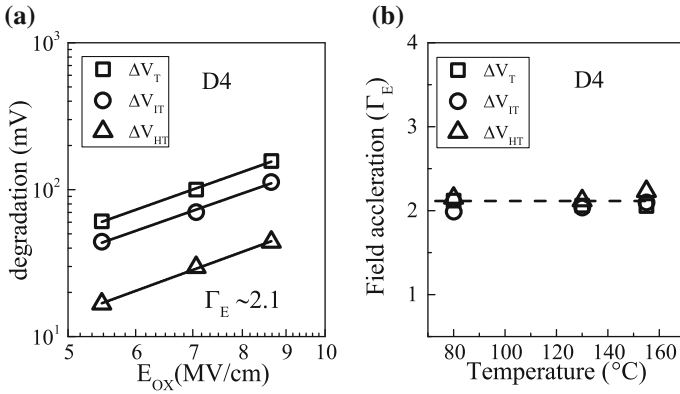 (a)
10³
ΔV_T
ΔV_IT
ΔV_HT
D4
degradation (mV)
10²
10¹
Γ_E ~2.1
5 6 7 8 9 10
E_OX(MV/cm)
(b)
4
ΔV_T
ΔV_IT
ΔV_HT
D4
Field acceleration (Γ_E)
3
2
1
80 100 120 140 160
Temperature (°C)